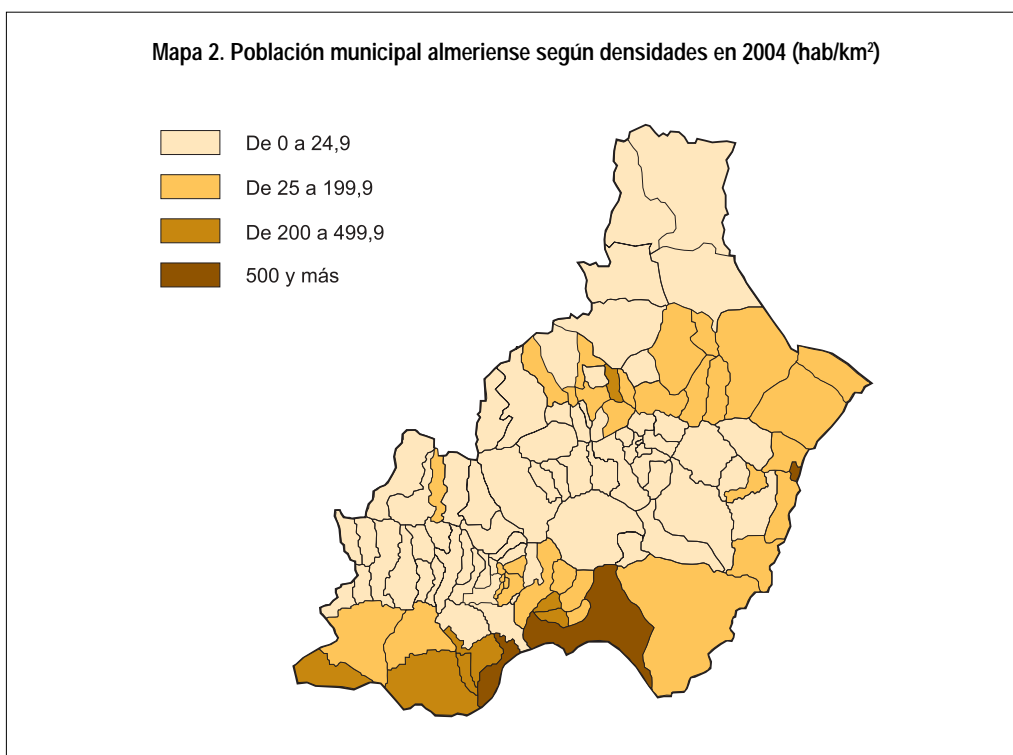 Mapa 2. Población municipal almeriense según densidades en 2004 (hab/km²)
De 0 a 24,9
De 25 a 199,9
De 200 a 499,9
500 y más